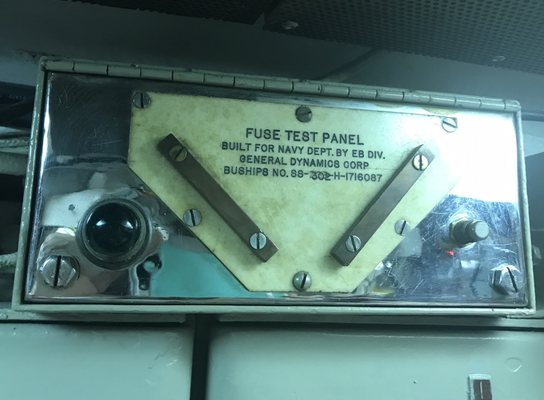 FUSE TEST PANEL
BUILT FOR NAVY DEPT. BY EB DIV.
GENERAL DYNAMICS CORP
BUSHIPS NO. SS-302-H-1716087